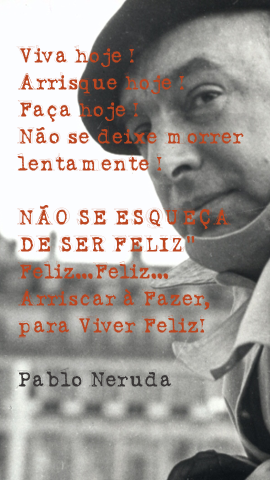 Viva hoje!
Arrisque hoje!
Faça hoje!
Não se deixe morrer
lentamente!
NÃO SE ESQUEÇA
DE SER FELIZ"
Feliz...Feliz...
Arriscar à Fazer,
para Viver Feliz!
Pablo Neruda